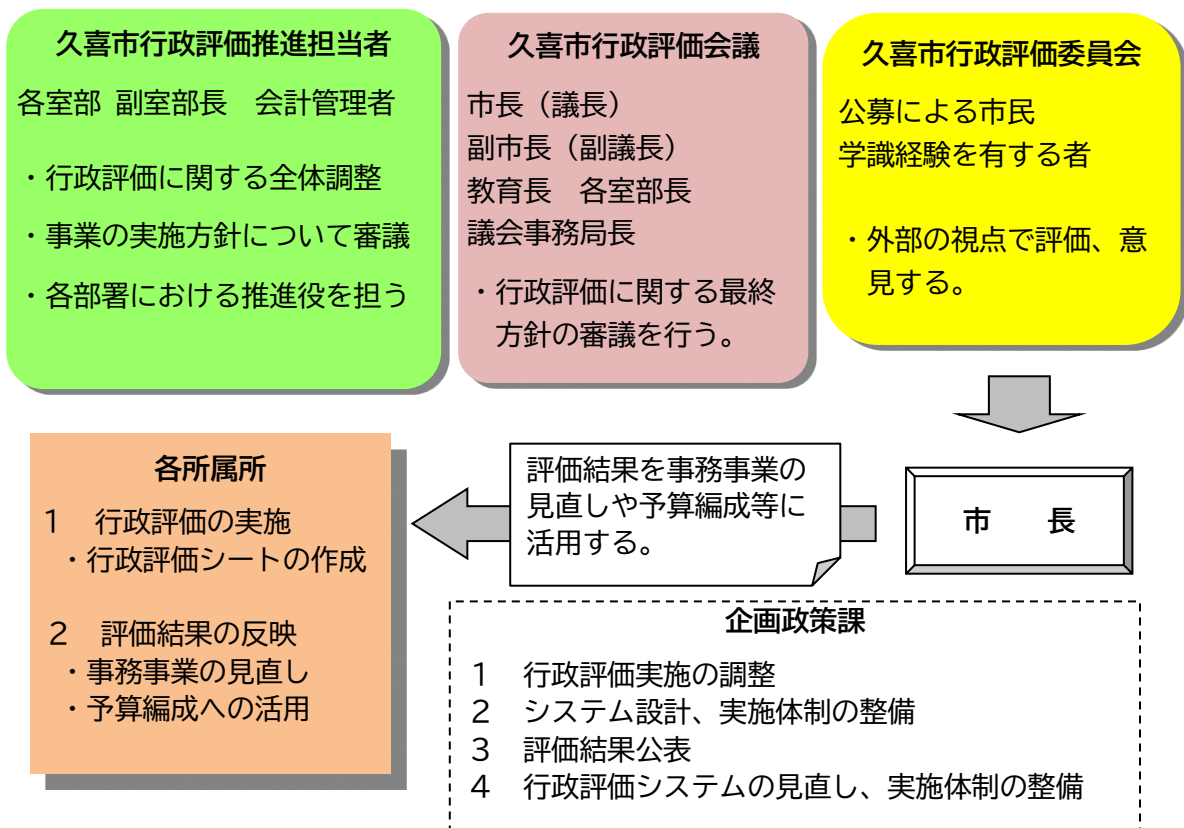 久喜市行政評価推進担当者
各室部 副室部長　会計管理者
・行政評価に関する全体調整
・事業の実施方針について審議
・各部署における推進役を担う
久喜市行政評価会議
市長（議長）
副市長（副議長）
教育長　各室部長
議会事務局長
・行政評価に関する最終
方針の審議を行う。
久喜市行政評価委員会
公募による市民
学識経験を有する者
・外部の視点で評価、意
見する。
各所属所
１　行政評価の実施
・行政評価シートの作成
２　評価結果の反映
・事務事業の見直し
・予算編成への活用
評価結果を事務事業の
見直しや予算編成等に
活用する。
市　　長
企画政策課
１　行政評価実施の調整
２　システム設計、実施体制の整備
３　評価結果公表
４　行政評価システムの見直し、実施体制の整備